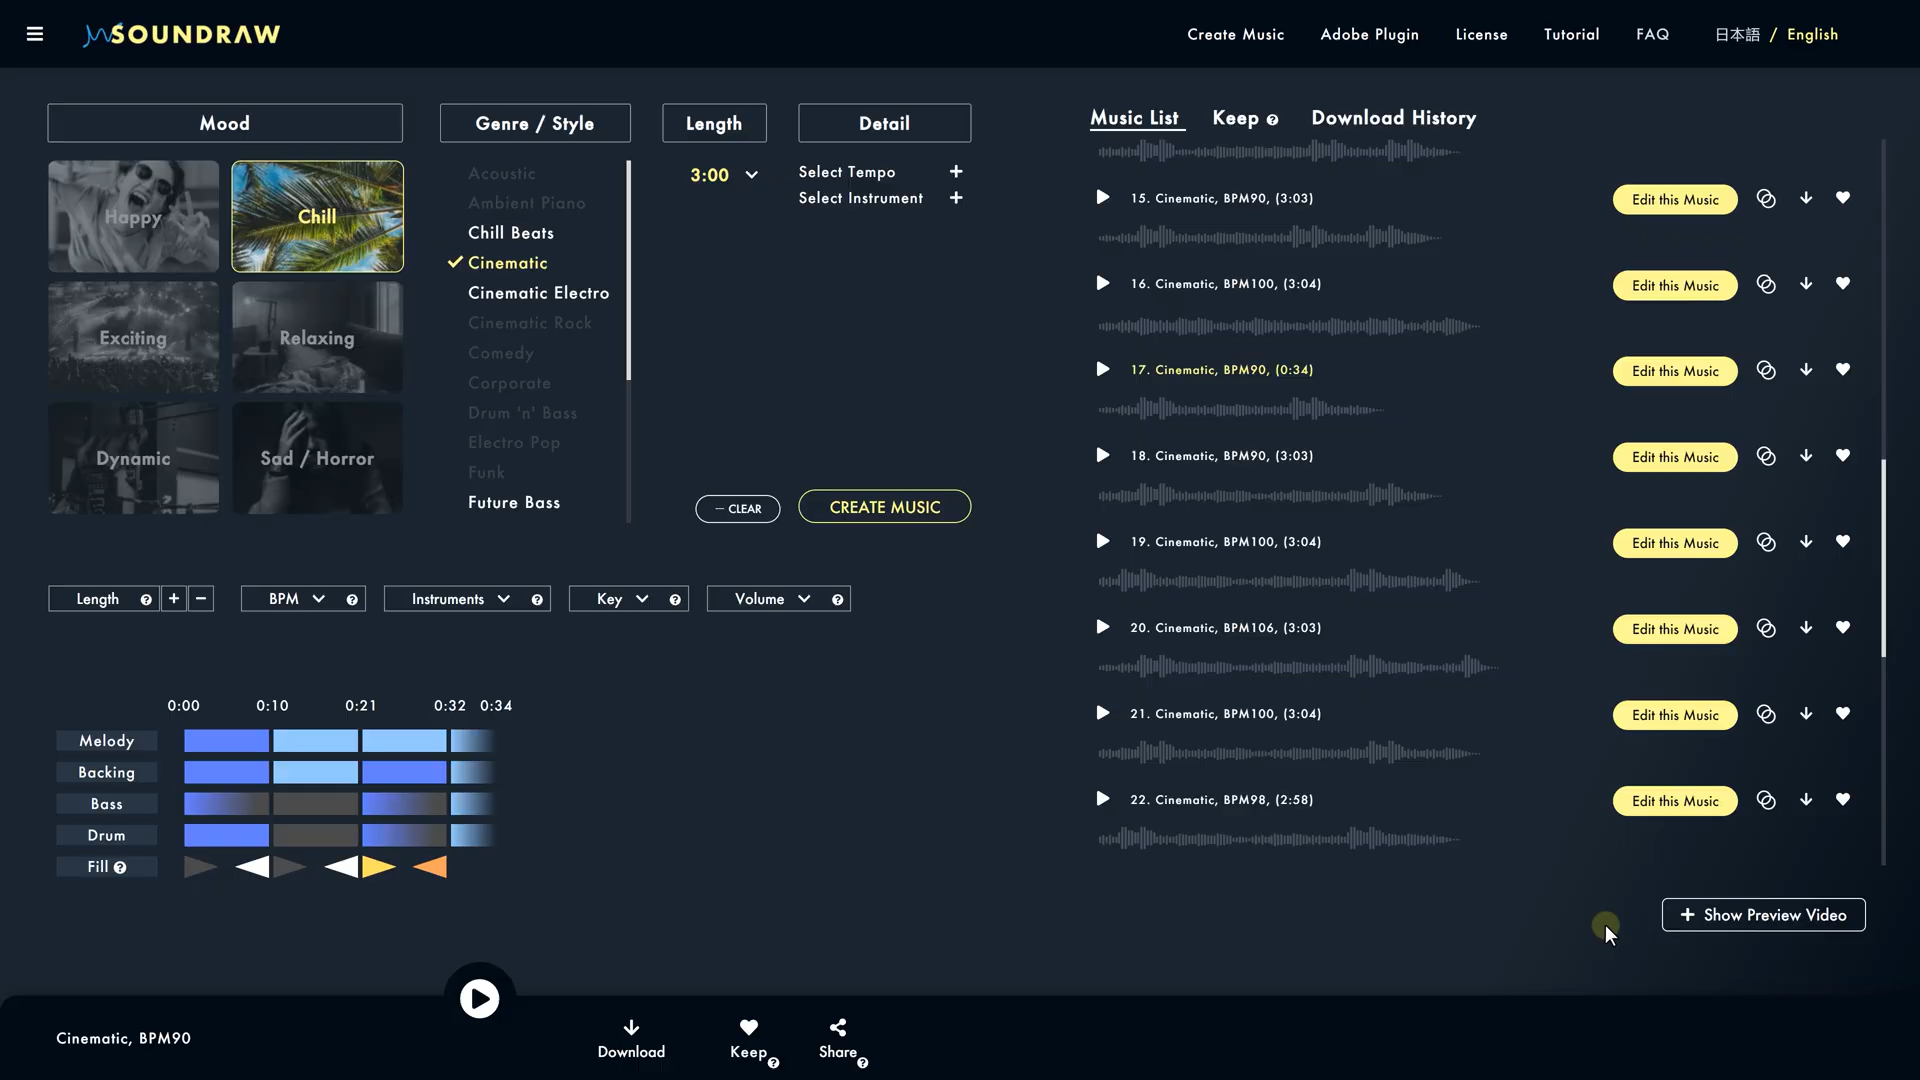 SOUNDRAW
Create Music
Adobe Plugin
License
Tutorial
FAQ
日本語 / English
Mood
Happy
Chill
Exciting
Relaxing
Dynamic
Sad / Horror
Genre / Style
Acoustic
Ambient Piano
Chill Beats
Cinematic
Cinematic Electro
Cinematic Rock
Comedy
Corporate
Drum 'n' Bass
Electro Pop
Funk
Future Bass
Length
3:00
Detail
Select Tempo +
Select Instrument +
– CLEAR
CREATE MUSIC
Music List
Keep ?
Download History
15. Cinematic, BPM90, (3:03)
Edit this Music
16. Cinematic, BPM100, (3:04)
Edit this Music
17. Cinematic, BPM90, (0:34)
Edit this Music
18. Cinematic, BPM90, (3:03)
Edit this Music
19. Cinematic, BPM100, (3:04)
Edit this Music
20. Cinematic, BPM106, (3:03)
Edit this Music
21. Cinematic, BPM100, (3:04)
Edit this Music
22. Cinematic, BPM98, (2:58)
Edit this Music
+ Show Preview Video
Length ? + –
BPM ?
Instruments ?
Key ?
Volume ?
0:00 0:10 0:21 0:32 0:34
Melody
Backing
Bass
Drum
Fill ?
Cinematic, BPM90
Download
Keep ?
Share ?